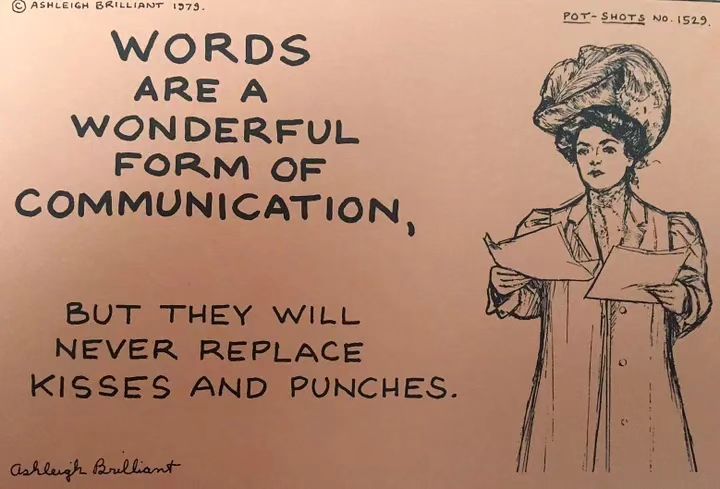 © ASHLEIGH BRILLIANT 1979.
POT-SHOTS NO. 1529.
WORDS
ARE A
WONDERFUL
FORM OF
COMMUNICATION,
BUT THEY WILL
NEVER REPLACE
KISSES AND PUNCHES.
Ashleigh Brilliant